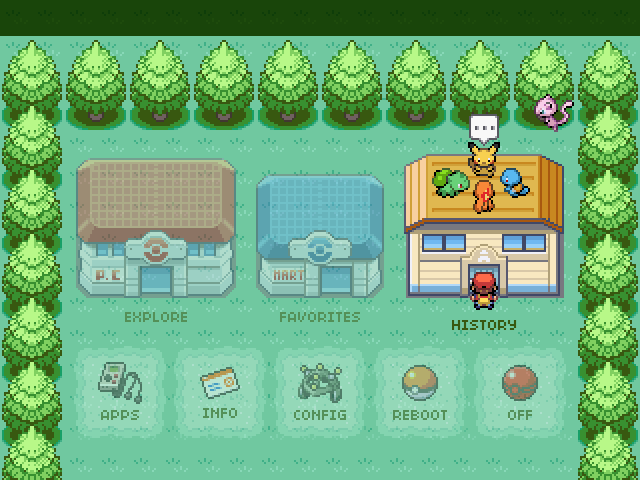 ...
P.C
MART
EXPLORE
FAVORITES
HISTORY
APPS
INFO
CONFIG
REBOOT
OFF